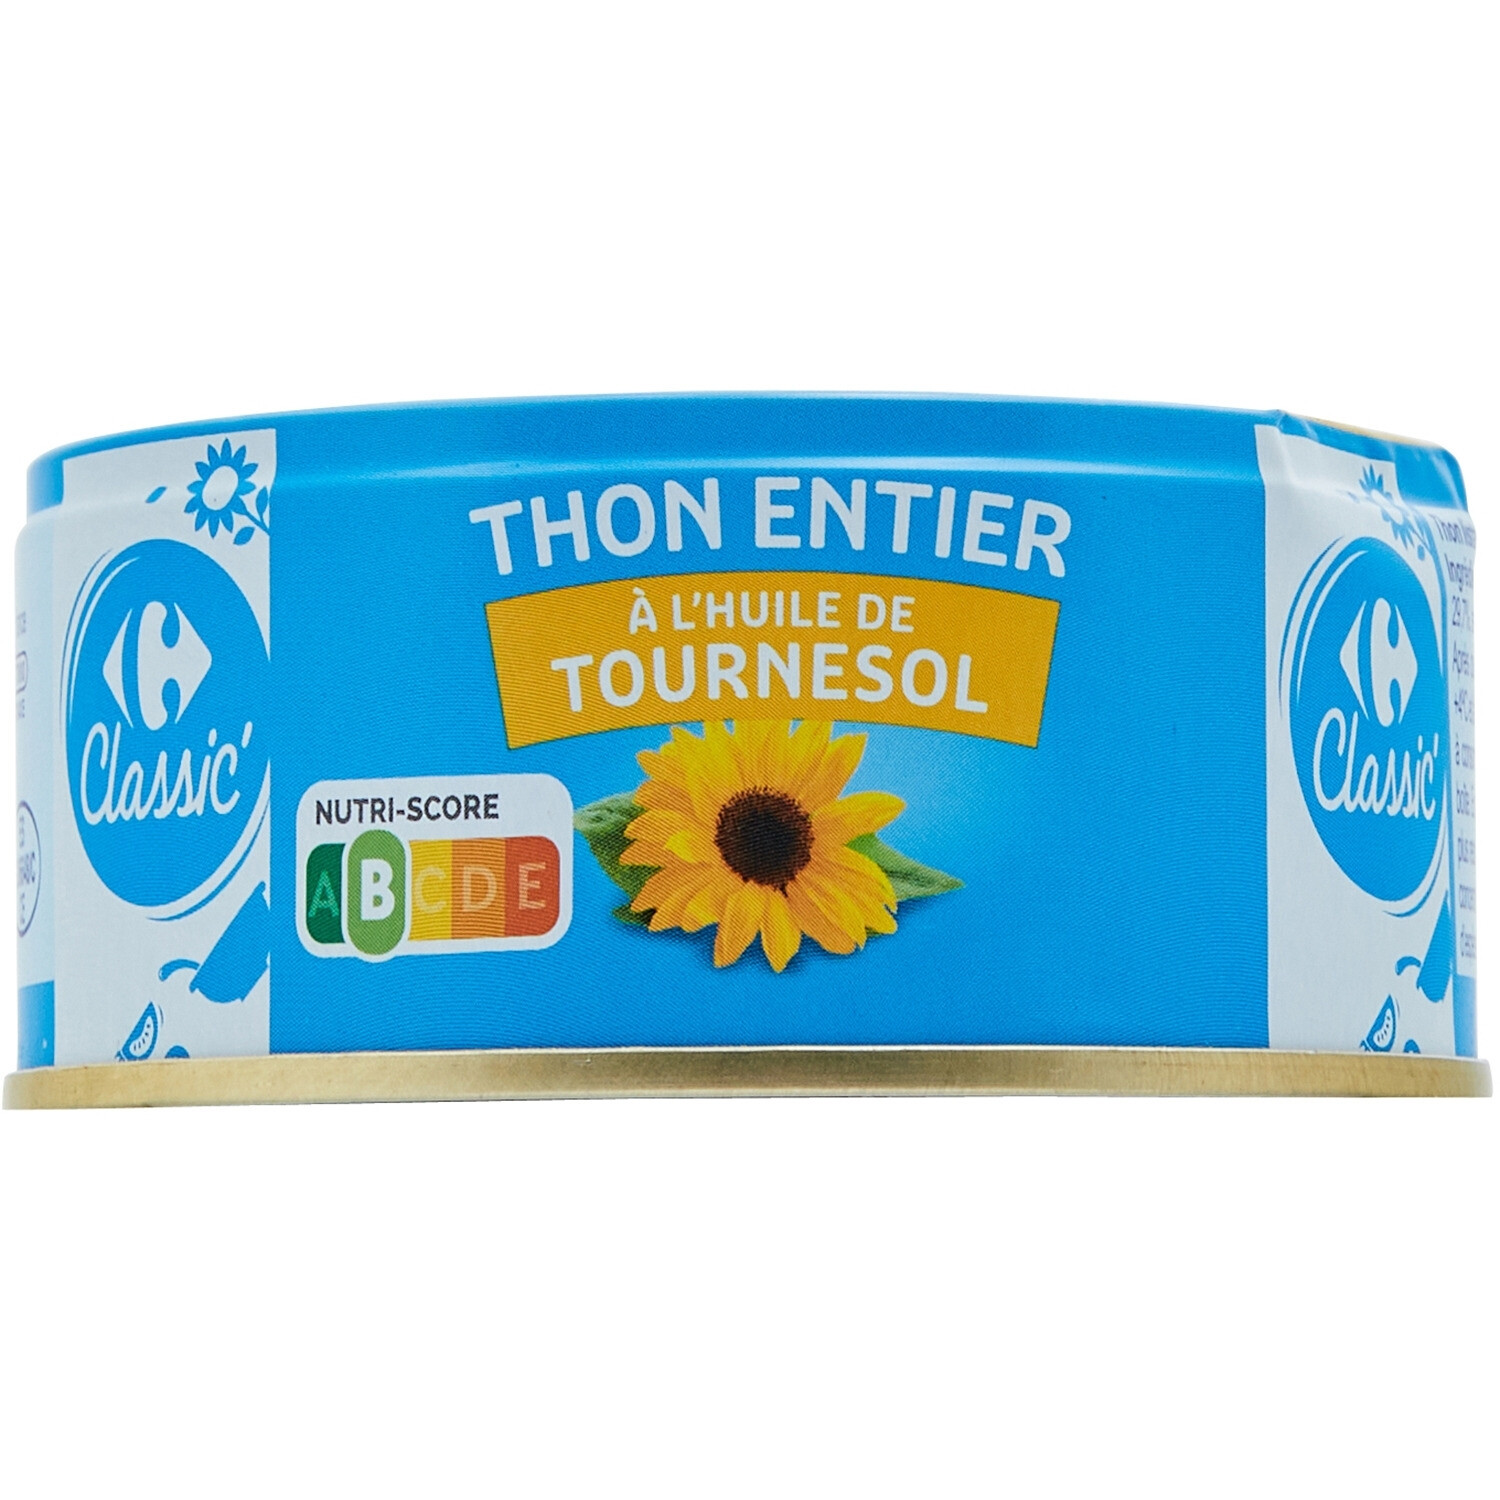 THON ENTIER
À L'HUILE DE
TOURNESOL
NUTRI-SCORE
A B C D E
Classic'
Classic'